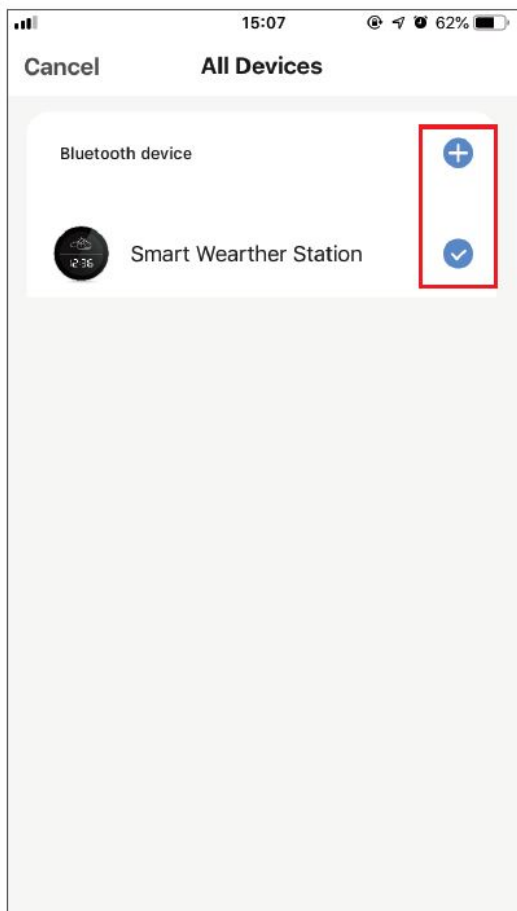 15:07 62%
Cancel All Devices
Bluetooth device
12:36
Smart Wearther Station